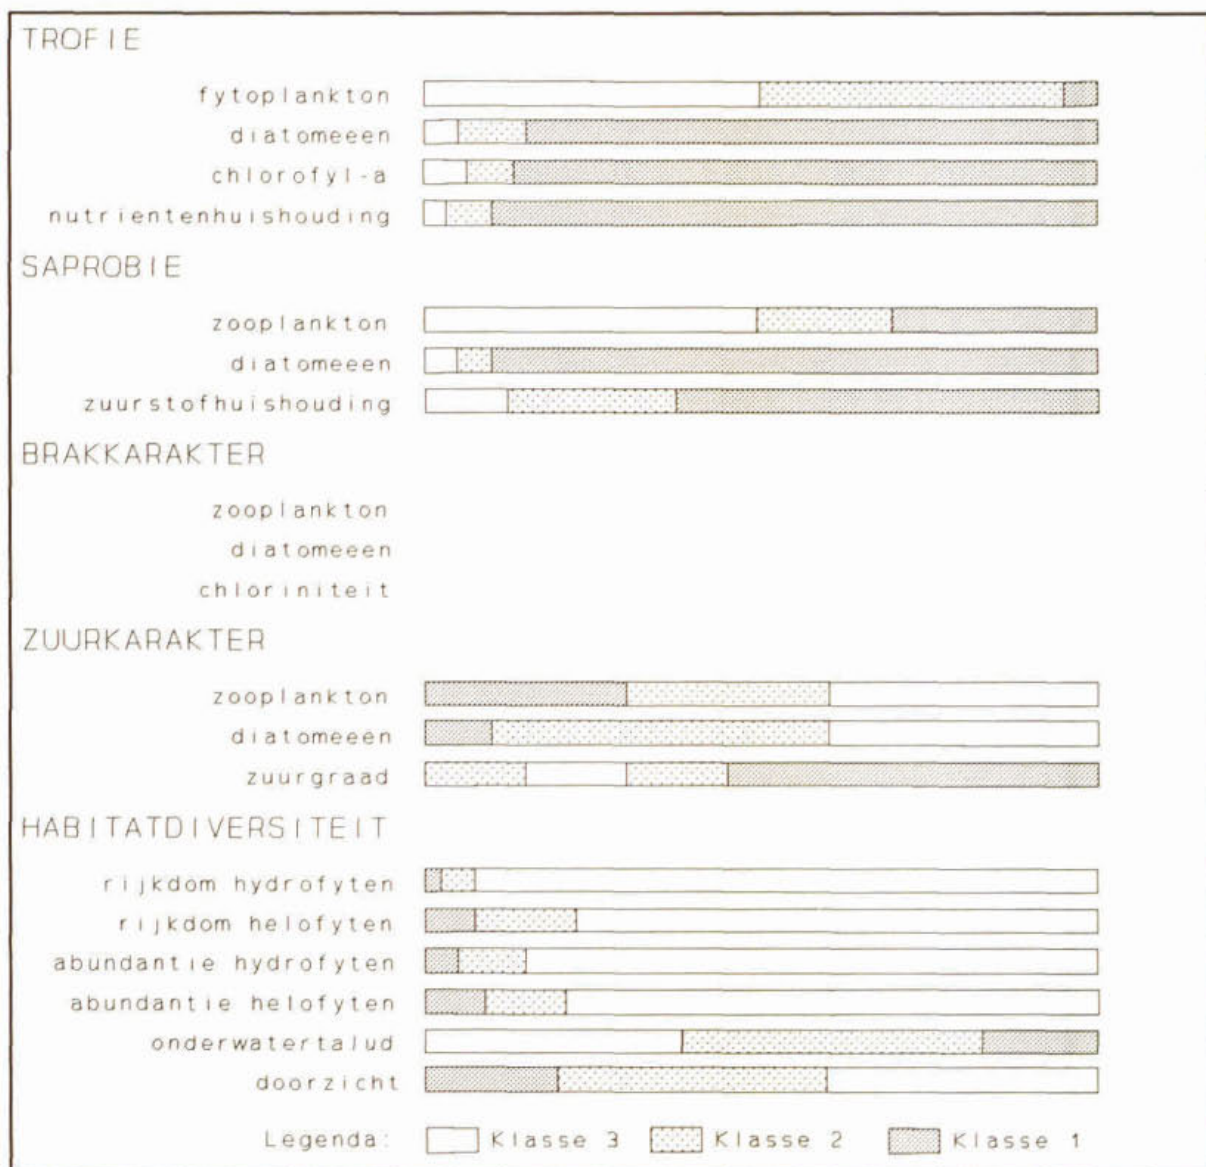 TROFIE
fytoplankton
diatomeeen
chlorofyl-a
nutrientenhuishouding
SAPROBIE
zooplankton
diatomeeen
zuurstofhuishouding
BRAKKARAKTER
zooplankton
diatomeeen
chloriniteit
ZUURKARAKTER
zooplankton
diatomeeen
zuurgraad
HABITATDIVERSITEIT
rijkdom hydrofyten
rijkdom helofyten
abundantie hydrofyten
abundantie helofyten
onderwatertalud
doorzicht
Legenda: Klasse 3 Klasse 2 Klasse 1